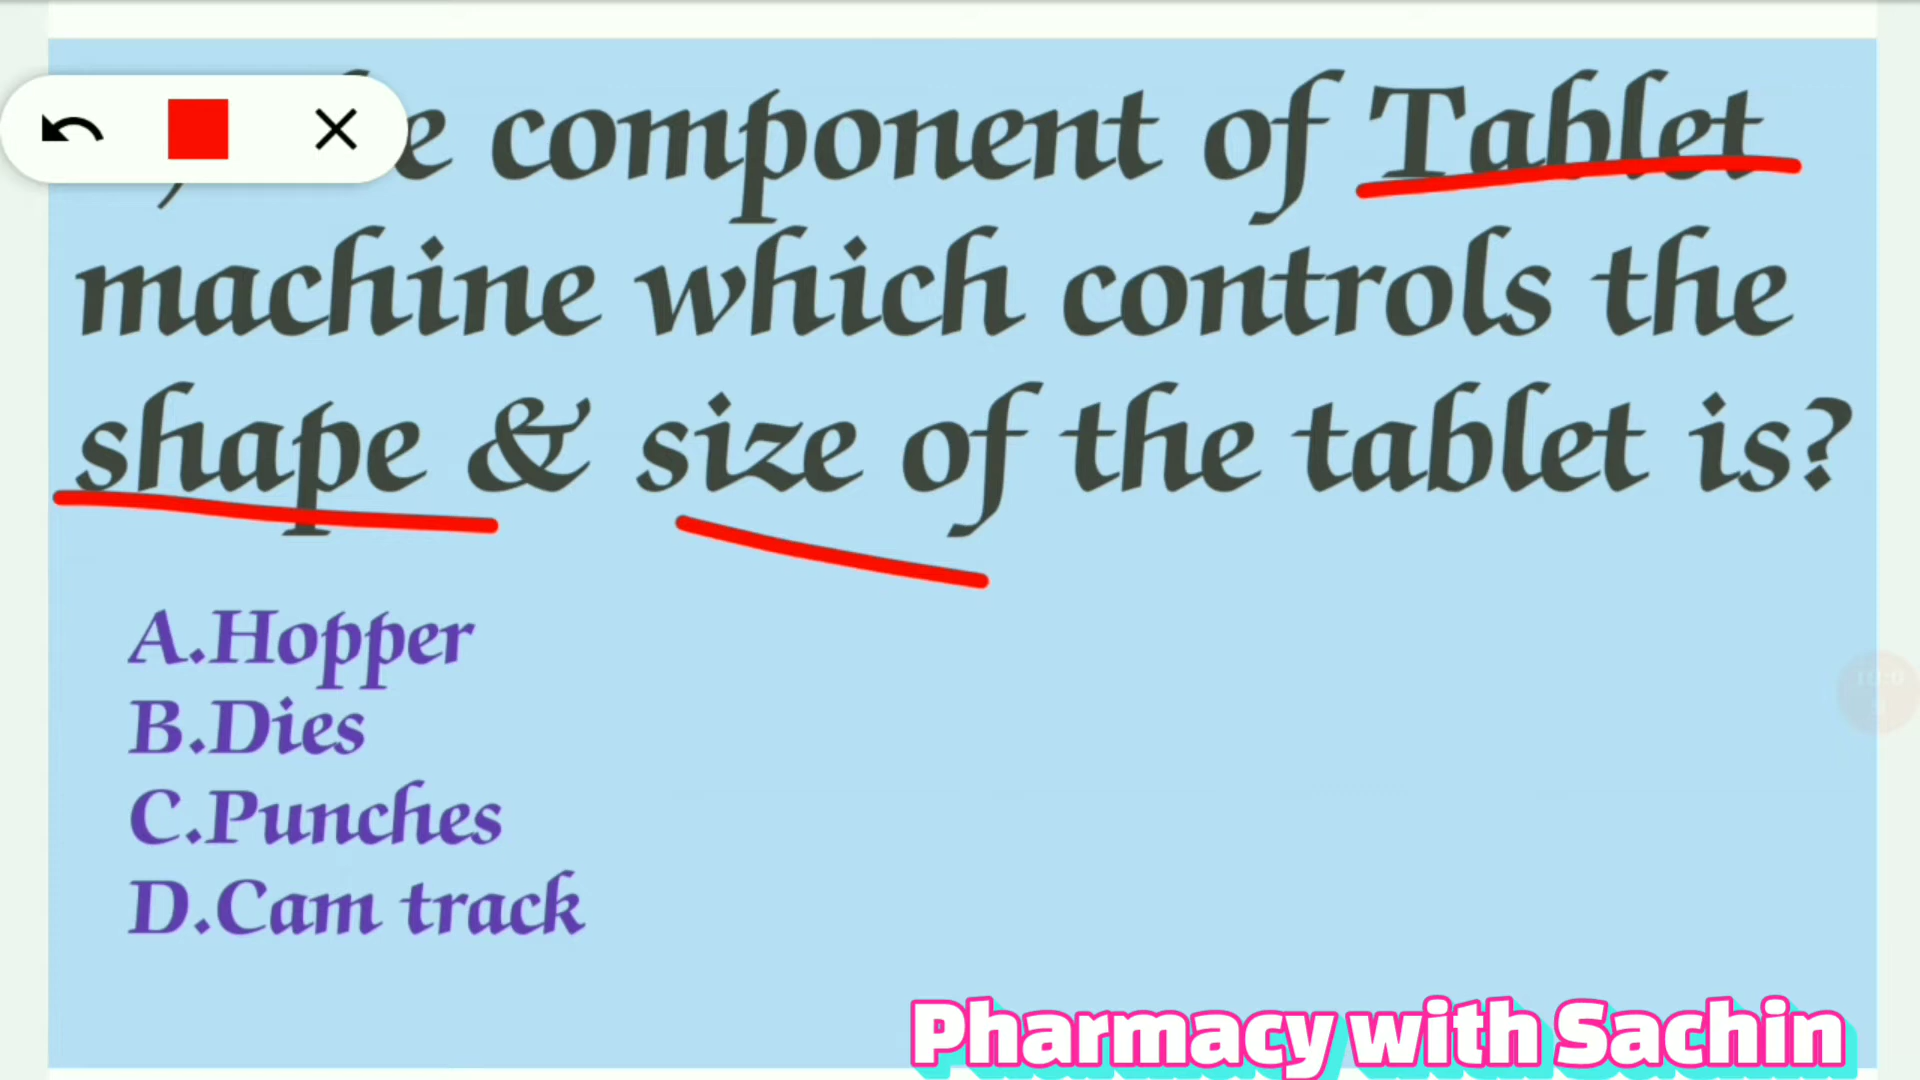 component of Tablet
machine which controls the
shape & size of the tablet is?
A.Hopper
B.Dies
C.Punches
D.Cam track
Pharmacy with Sachin